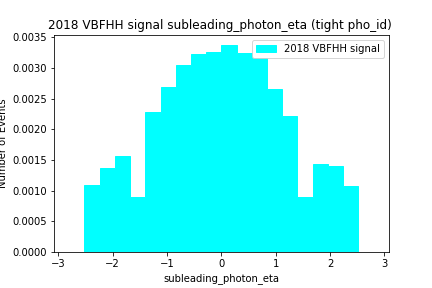 2018 VBFHH signal subleading_photon_eta (tight pho_id)
2018 VBFHH signal
Number of Events
0.0035
0.0030
0.0025
0.0020
0.0015
0.0010
0.0005
0.0000
−3 −2 −1 0 1 2 3
subleading_photon_eta